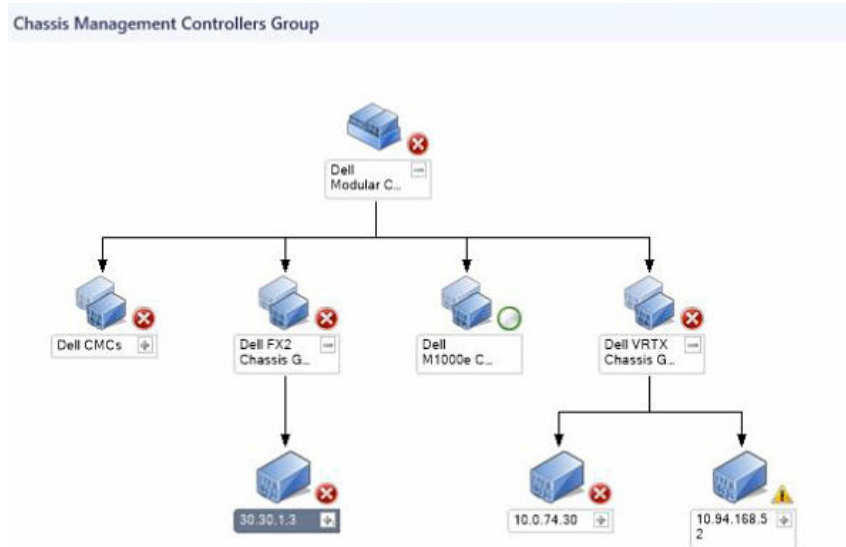 Chassis Management Controllers Group
Dell
Modular C...
Dell CMCs
Dell FX2
Chassis G...
Dell
M1000e C...
Dell VRTX
Chassis G...
30.30.1.3
10.0.74.30
10.94.168.5
2